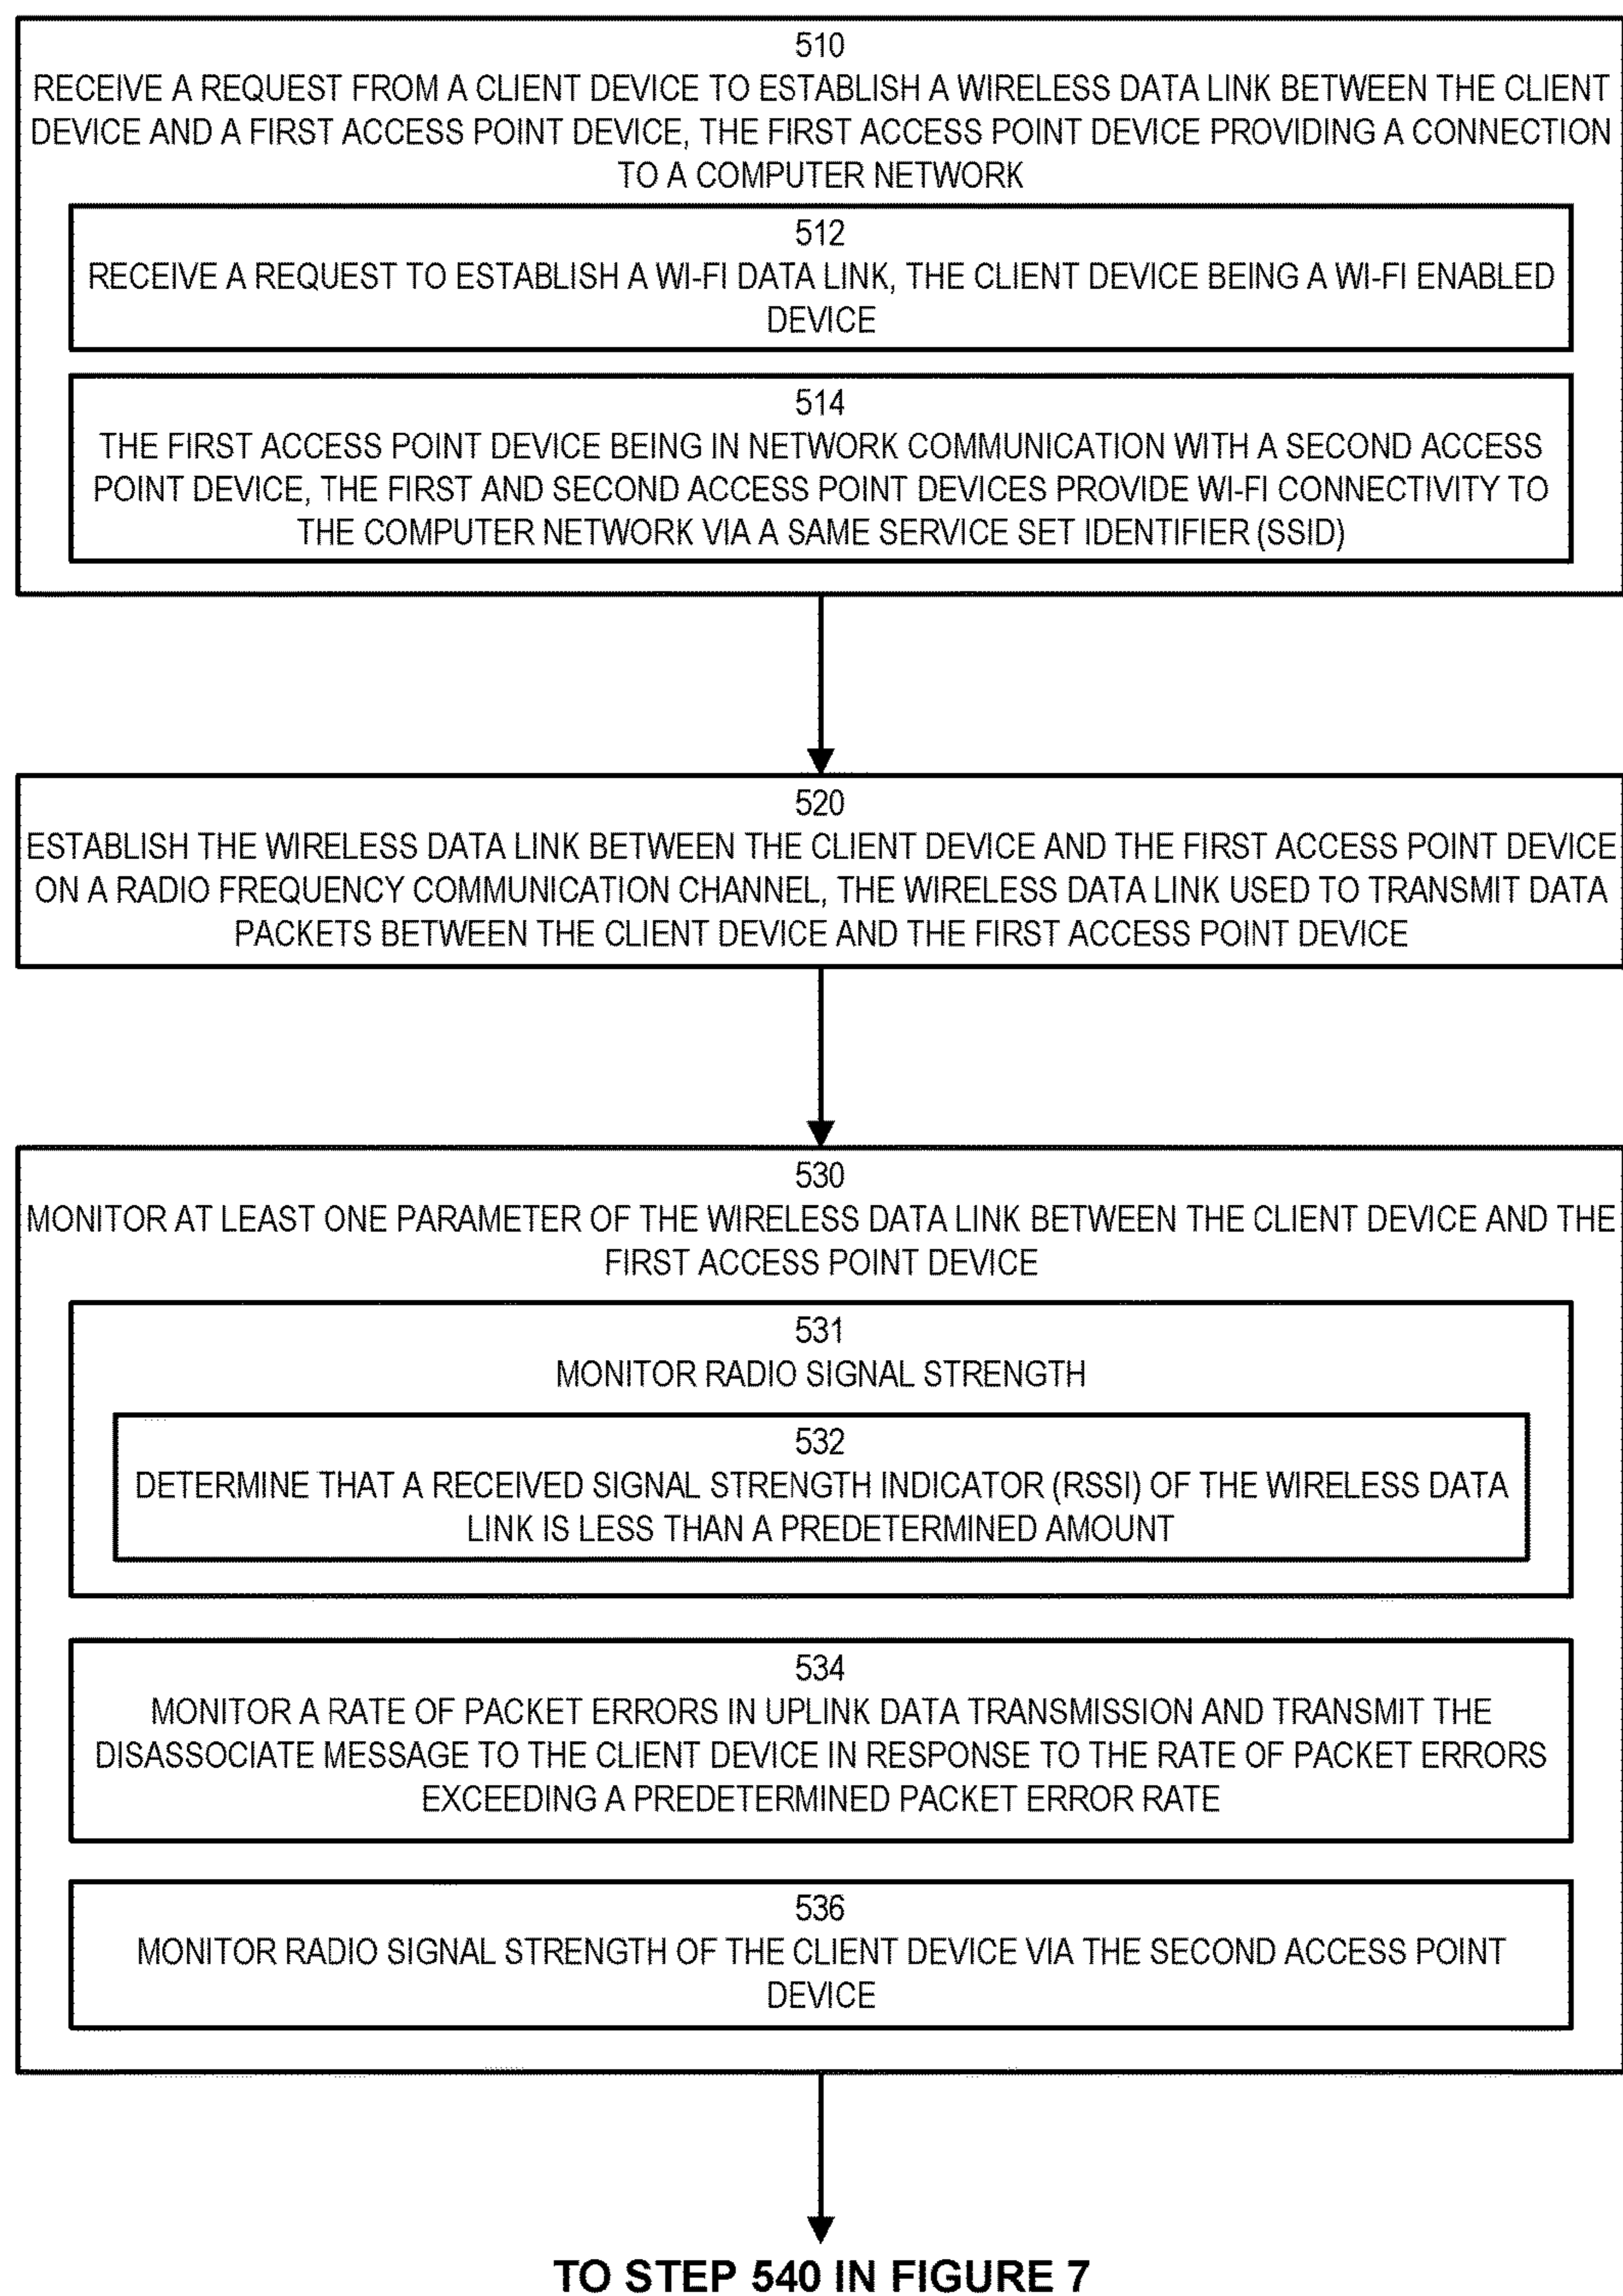 510
RECEIVE A REQUEST FROM A CLIENT DEVICE TO ESTABLISH A WIRELESS DATA LINK BETWEEN THE CLIENT
DEVICE AND A FIRST ACCESS POINT DEVICE, THE FIRST ACCESS POINT DEVICE PROVIDING A CONNECTION
TO A COMPUTER NETWORK
512
RECEIVE A REQUEST TO ESTABLISH A WI-FI DATA LINK, THE CLIENT DEVICE BEING A WI-FI ENABLED
DEVICE
514
THE FIRST ACCESS POINT DEVICE BEING IN NETWORK COMMUNICATION WITH A SECOND ACCESS
POINT DEVICE, THE FIRST AND SECOND ACCESS POINT DEVICES PROVIDE WI-FI CONNECTIVITY TO
THE COMPUTER NETWORK VIA A SAME SERVICE SET IDENTIFIER (SSID)
520
ESTABLISH THE WIRELESS DATA LINK BETWEEN THE CLIENT DEVICE AND THE FIRST ACCESS POINT DEVICE
ON A RADIO FREQUENCY COMMUNICATION CHANNEL, THE WIRELESS DATA LINK USED TO TRANSMIT DATA
PACKETS BETWEEN THE CLIENT DEVICE AND THE FIRST ACCESS POINT DEVICE
530
MONITOR AT LEAST ONE PARAMETER OF THE WIRELESS DATA LINK BETWEEN THE CLIENT DEVICE AND THE
FIRST ACCESS POINT DEVICE
531
MONITOR RADIO SIGNAL STRENGTH
532
DETERMINE THAT A RECEIVED SIGNAL STRENGTH INDICATOR (RSSI) OF THE WIRELESS DATA
LINK IS LESS THAN A PREDETERMINED AMOUNT
534
MONITOR A RATE OF PACKET ERRORS IN UPLINK DATA TRANSMISSION AND TRANSMIT THE
DISASSOCIATE MESSAGE TO THE CLIENT DEVICE IN RESPONSE TO THE RATE OF PACKET ERRORS
EXCEEDING A PREDETERMINED PACKET ERROR RATE
536
MONITOR RADIO SIGNAL STRENGTH OF THE CLIENT DEVICE VIA THE SECOND ACCESS POINT
DEVICE
TO STEP 540 IN FIGURE 7